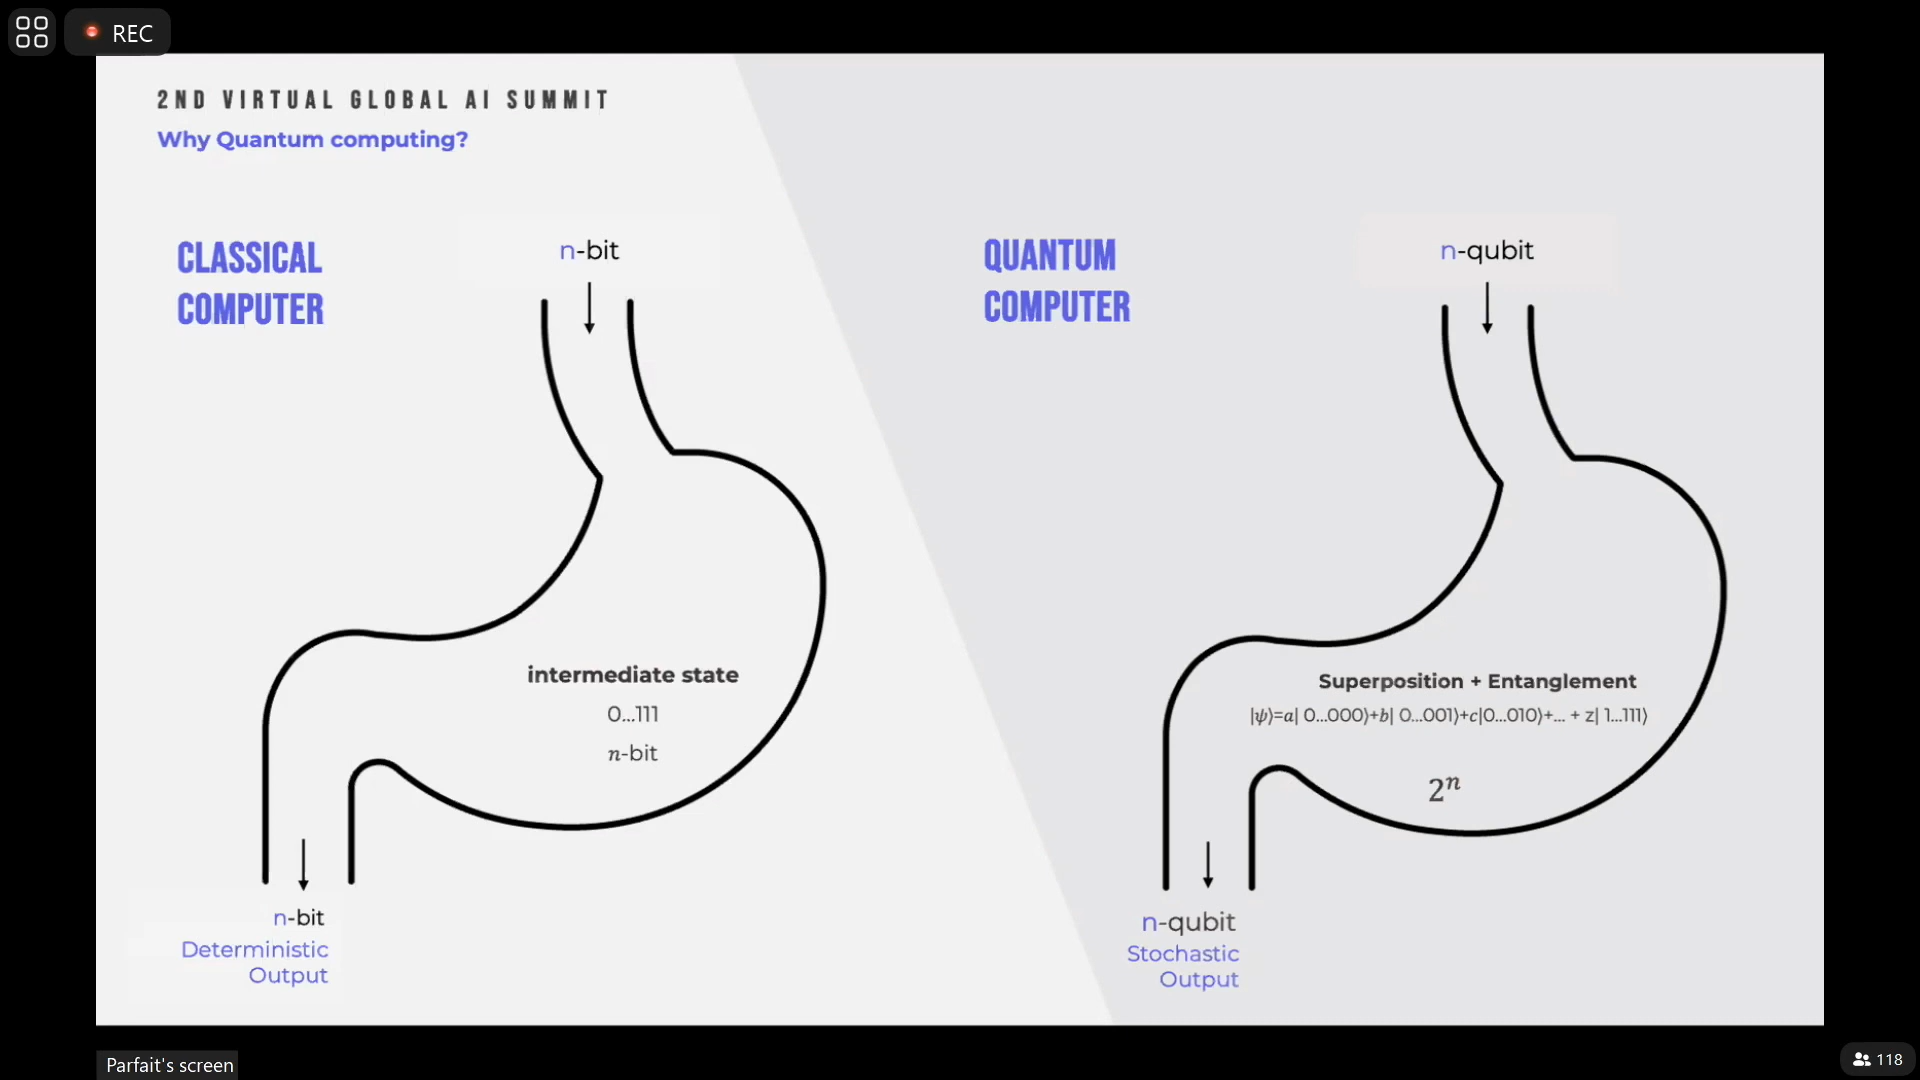 REC
2ND VIRTUAL GLOBAL AI SUMMIT
Why Quantum computing?
CLASSICAL
COMPUTER
n-bit
intermediate state
0...111
n-bit
n-bit
Deterministic
Output
QUANTUM
COMPUTER
n-qubit
Superposition + Entanglement
|ψ⟩=a| 0...000⟩+b| 0...001⟩+c|0...010⟩+... + z| 1...111⟩
2ⁿ
n-qubit
Stochastic
Output
Parfait's screen
118